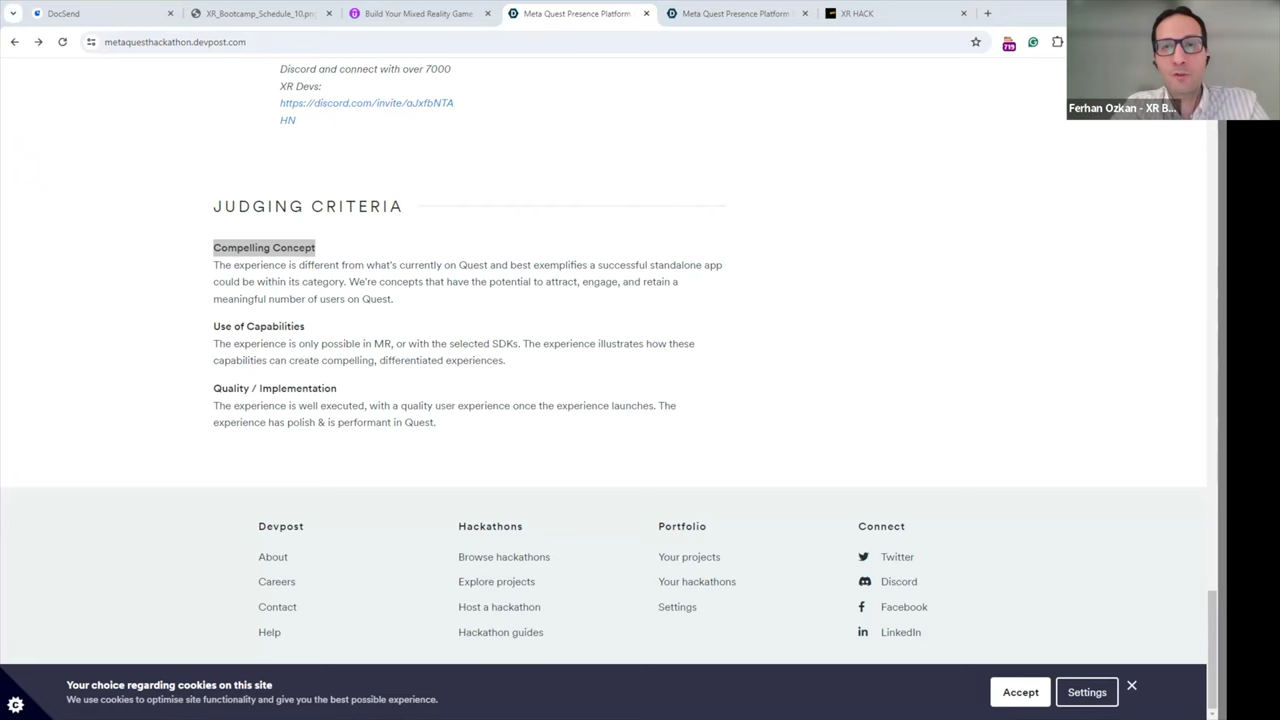 DocSend
XR_Bootcamp_Schedule_10.pn
Build Your Mixed Reality Game
Meta Quest Presence Platform
Meta Quest Presence Platform
XR HACK
metaquesthackathon.devpost.com
719
Ferhan Ozkan - XR B...
Discord and connect with over 7000
XR Devs:
https://discord.com/invite/aJxfbNTA
HN
JUDGING CRITERIA
Compelling Concept
The experience is different from what's currently on Quest and best exemplifies a successful standalone app
could be within its category. We're concepts that have the potential to attract, engage, and retain a
meaningful number of users on Quest.
Use of Capabilities
The experience is only possible in MR, or with the selected SDKs. The experience illustrates how these
capabilities can create compelling, differentiated experiences.
Quality / Implementation
The experience is well executed, with a quality user experience once the experience launches. The
experience has polish & is performant in Quest.
Devpost
About
Careers
Contact
Help
Hackathons
Browse hackathons
Explore projects
Host a hackathon
Hackathon guides
Portfolio
Your projects
Your hackathons
Settings
Connect
Twitter
Discord
Facebook
LinkedIn
Your choice regarding cookies on this site
We use cookies to optimise site functionality and give you the best possible experience.
Accept
Settings